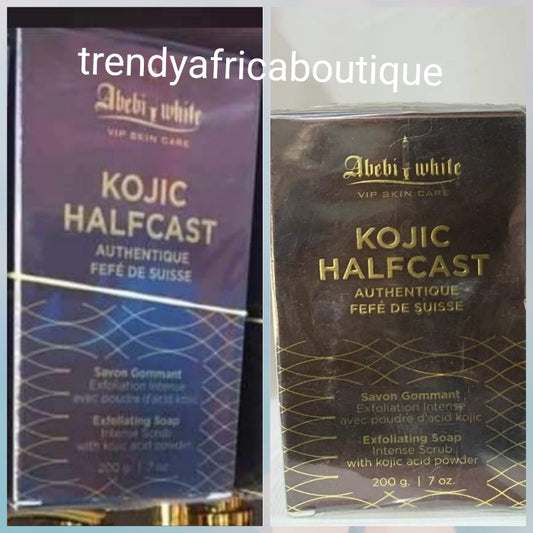 trendyafricaboutique
Abebi white
VIP SKIN CARE
KOJIC
HALFCAST
AUTHENTIQUE
FEFÉ DE SUISSE
Savon Gommant
Exfoliation Intense
avec poudre d'acid kojic
Exfoliating Soap
Intense Scrub
with kojic acid powder
200 g. | 7 oz.
Abebi white
VIP SKIN CARE
KOJIC
HALFCAST
AUTHENTIQUE
FEFÉ DE SUISSE
Savon Gommant
Exfoliation Intense
avec poudre d'acid kojic
Exfoliating Soap
Intense Scrub
with kojic acid powder
200 g. | 7 oz.